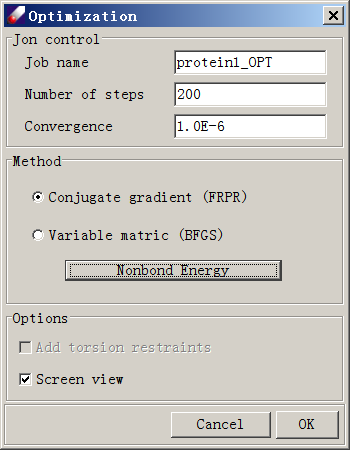 Optimization
Jon control
Job name protein1_OPT
Number of steps 200
Convergence 1.0E-6
Method
Conjugate gradient (FRPR)
Variable matric (BFGS)
Nonbond Energy
Options
Add torsion restraints
Screen view
Cancel OK